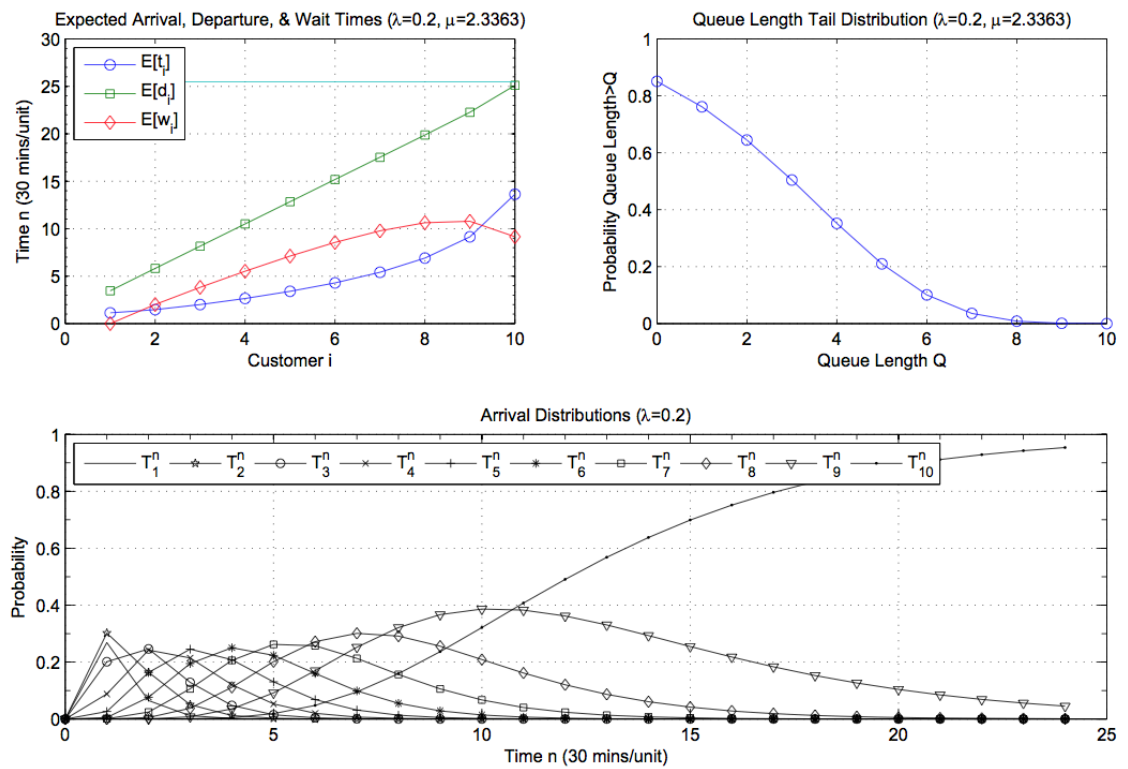 Expected Arrival, Departure, & Wait Times (λ=0.2, μ=2.3363)
30
25
20
15
10
5
0
Time n (30 mins/unit)
E[t_i]
E[d_i]
E[w_i]
0 2 4 6 8 10
Customer i
Queue Length Tail Distribution (λ=0.2, μ=2.3363)
1
0.8
0.6
0.4
0.2
0
Probability Queue Length>Q
0 2 4 6 8 10
Queue Length Q
Arrival Distributions (λ=0.2)
1
0.8
0.6
0.4
0.2
0
Probability
T_1^n T_2^n T_3^n T_4^n T_5^n T_6^n T_7^n T_8^n T_9^n T_10^n
0 5 10 15 20 25
Time n (30 mins/unit)